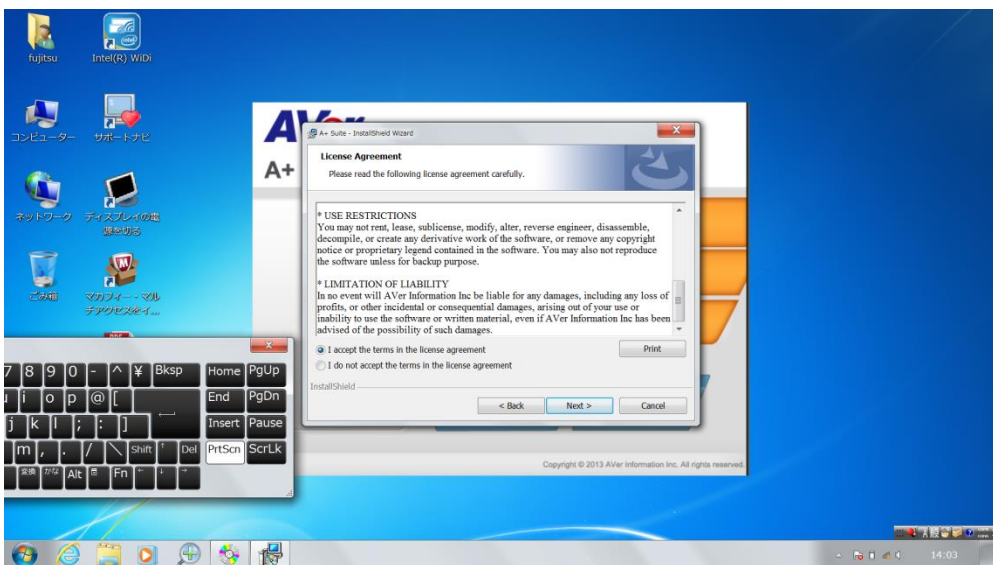 fujitsu
Intel(R) WiDi
コンピューター
サポートナビ
ネットワーク
ディスプレイの電
源を切る
ごみ箱
マカフィー - マル
チアクセスをイ...
AVer
A+
A+ Suite - InstallShield Wizard
License Agreement
Please read the following license agreement carefully.
* USE RESTRICTIONS
You may not rent, lease, sublicense, modify, alter, reverse engineer, disassemble,
decompile, or create any derivative work of the software, or remove any copyright
notice or proprietary legend contained in the software. You may also not reproduce
the software unless for backup purpose.
* LIMITATION OF LIABILITY
In no event will AVer Information Inc be liable for any damages, including any loss of
profits, or other incidental or consequential damages, arising out of your use or
inability to use the software or written material, even if AVer Information Inc has been
advised of the possibility of such damages.
I accept the terms in the license agreement
Print
I do not accept the terms in the license agreement
InstallShield
< Back Next > Cancel
Copyright © 2013 AVer Information Inc. All rights reserved.
7 8 9 0 - ^ ¥ Bksp Home PgUp
i o p @ [ End PgDn
j k l ; : ] Insert Pause
m , . / \ Shift ↑ Del PrtScn ScrLk
変換 かな Alt Fn ← ↓ →
14:03